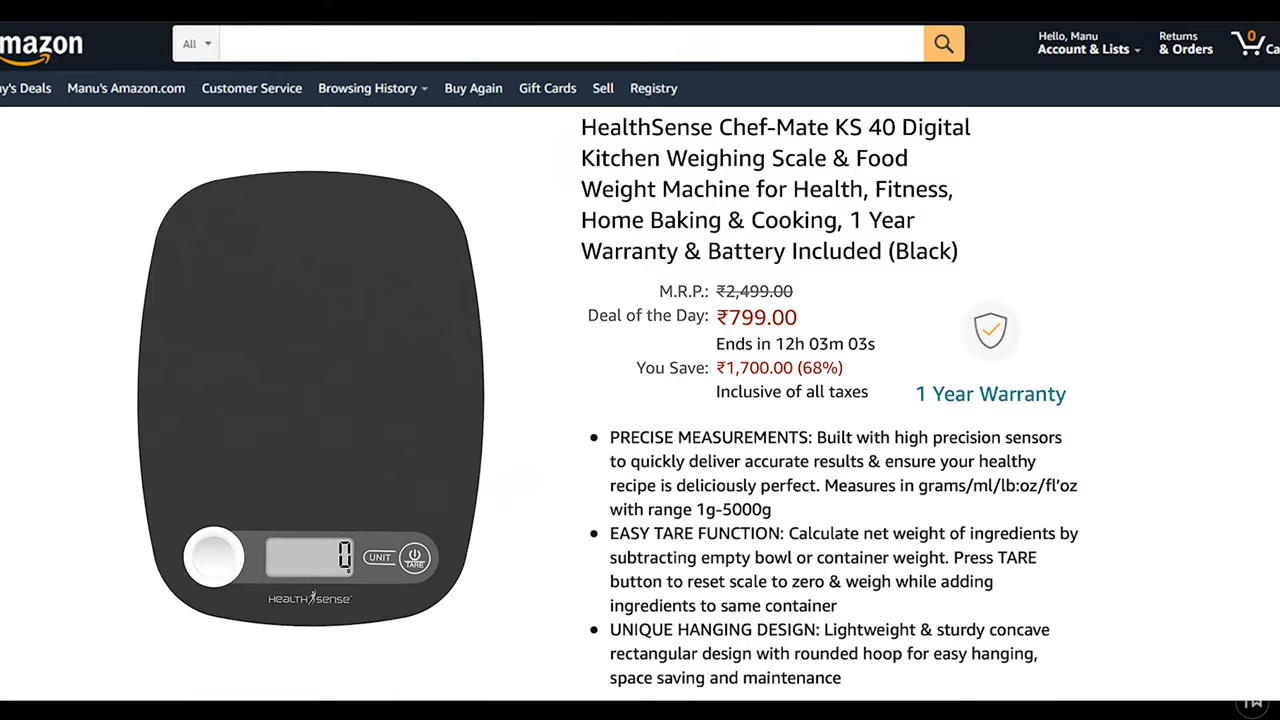 mazon
All
Hello, Manu
Account & Lists
Returns
& Orders
0
Ca
y's Deals
Manu's Amazon.com
Customer Service
Browsing History
Buy Again
Gift Cards
Sell
Registry
HealthSense Chef-Mate KS 40 Digital
Kitchen Weighing Scale & Food
Weight Machine for Health, Fitness,
Home Baking & Cooking, 1 Year
Warranty & Battery Included (Black)
M.R.P.: ₹2,499.00
Deal of the Day: ₹799.00
Ends in 12h 03m 03s
You Save: ₹1,700.00 (68%)
Inclusive of all taxes
1 Year Warranty
PRECISE MEASUREMENTS: Built with high precision sensors
to quickly deliver accurate results & ensure your healthy
recipe is deliciously perfect. Measures in grams/ml/lb:oz/fl'oz
with range 1g-5000g
EASY TARE FUNCTION: Calculate net weight of ingredients by
subtracting empty bowl or container weight. Press TARE
button to reset scale to zero & weigh while adding
ingredients to same container
UNIQUE HANGING DESIGN: Lightweight & sturdy concave
rectangular design with rounded hoop for easy hanging,
space saving and maintenance
0
g
UNIT
TARE
HEALTH SENSE